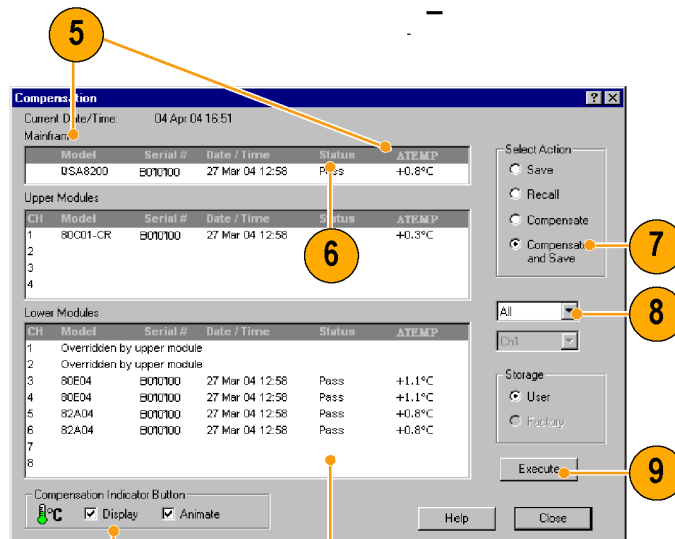 5
Compensation
Current Date/Time: 04 Apr 04 16:51
Mainfram
Model Serial # Date / Time Status ΔTEMP
DSA8200 B010100 27 Mar 04 12:58 Pass +0.8°C
Upper Modules
CH Model Serial # Date / Time Status ΔTEMP
1 80C01-CR B010100 27 Mar 04 12:58 +0.3°C
2
3
4
6
Lower Modules
CH Model Serial # Date / Time Status ΔTEMP
1 Overridden by upper module
2 Overridden by upper module
3 80E04 B010100 27 Mar 04 12:58 Pass +1.1°C
4 80E04 B010100 27 Mar 04 12:58 Pass +1.1°C
5 82A04 B010100 27 Mar 04 12:58 Pass +0.8°C
6 82A04 B010100 27 Mar 04 12:58 Pass +0.8°C
7
8
Compensation Indicator Button
°C Display Animate
Select Action
Save
Recall
Compensate
Compensate
and Save
7
All
8
Ch1
Storage
User
Factory
Execute
9
Help
Close